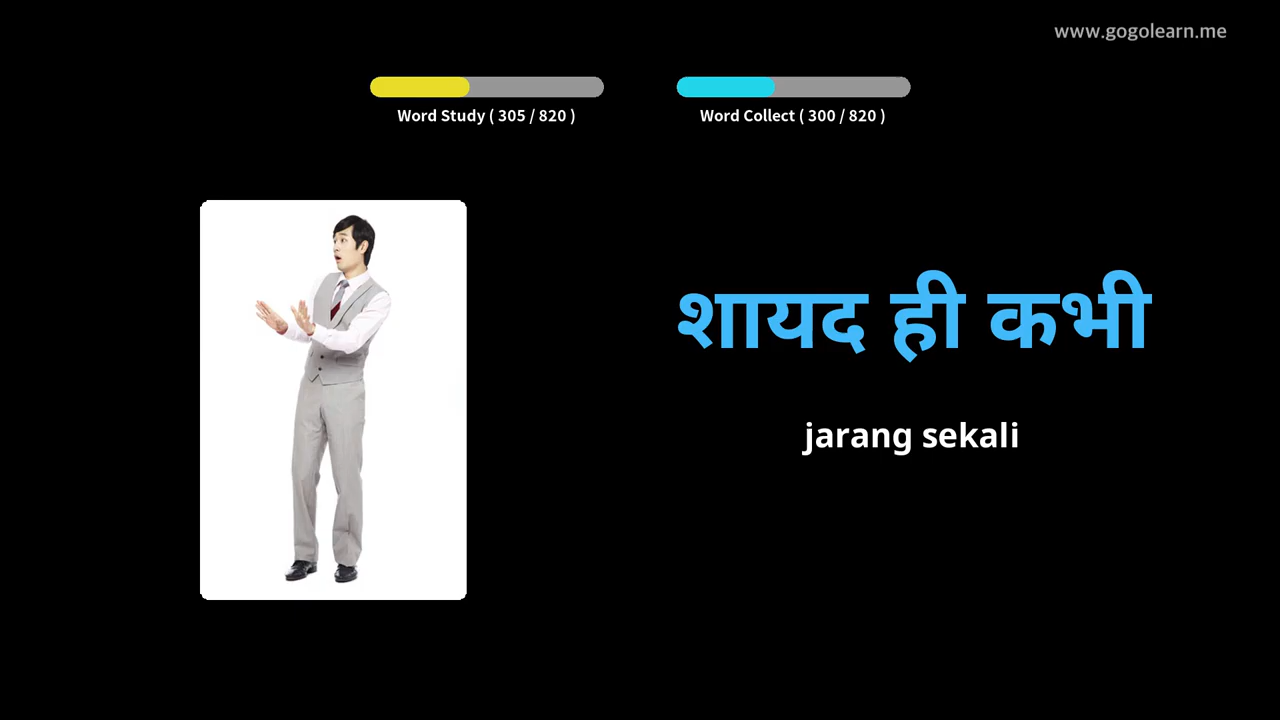 www.gogolearn.me
Word Study ( 305 / 820 )
Word Collect ( 300 / 820 )
शायद ही कभी
jarang sekali